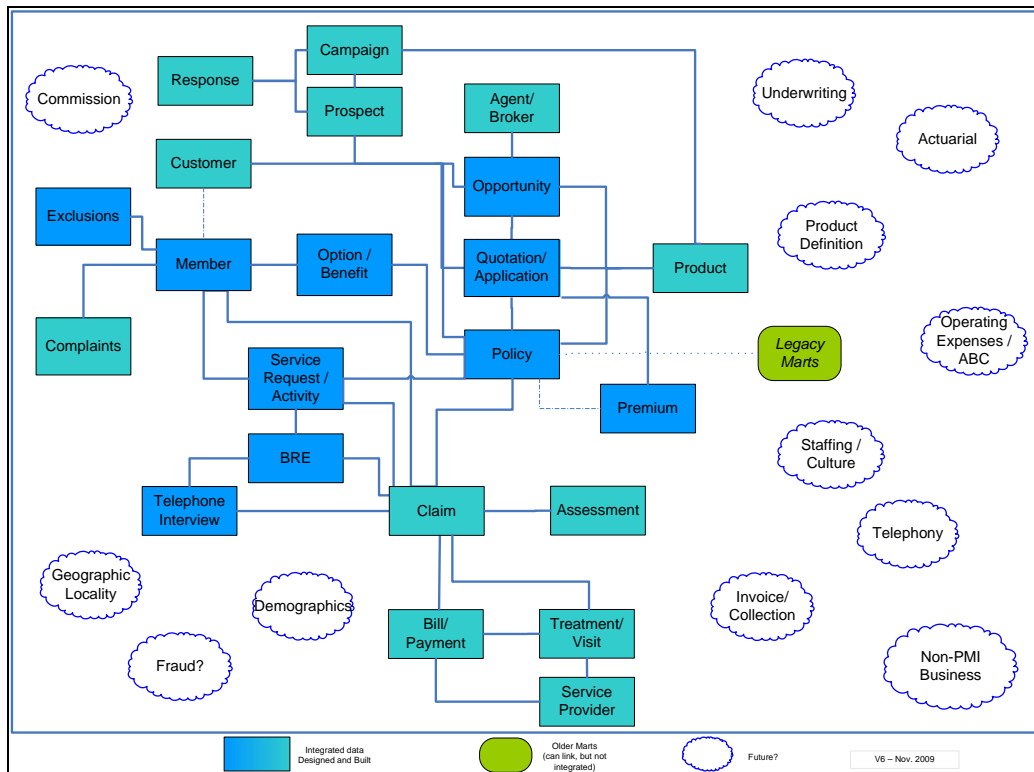 Campaign
Response
Commission
Prospect
Agent/
Broker
Underwriting
Actuarial
Customer
Opportunity
Exclusions
Product
Definition
Member
Option /
Benefit
Quotation/
Application
Product
Complaints
Service
Request /
Activity
Policy
Legacy
Marts
Operating
Expenses /
ABC
Premium
BRE
Staffing /
Culture
Telephone
Interview
Claim
Assessment
Telephony
Geographic
Locality
Demographics
Invoice/
Collection
Bill/
Payment
Treatment/
Visit
Fraud?
Non-PMI
Business
Service
Provider
Integrated data
Designed and Built
Older Marts
(can link, but not
integrated)
Future?
V6 – Nov. 2009